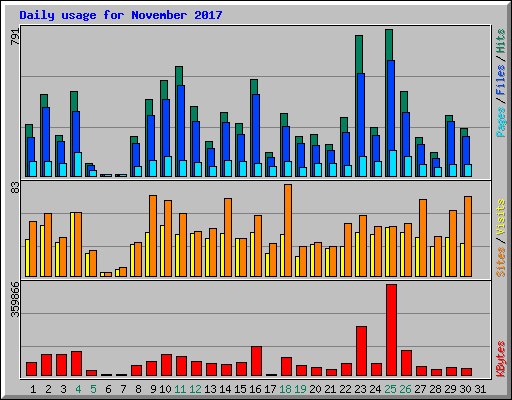 Daily usage for November 2017
791
Pages / Files / Hits
83
Sites / Visits
359866
KBytes
1 2 3 4 5 6 7 8 9 10 11 12 13 14 15 16 17 18 19 20 21 22 23 24 25 26 27 28 29 30 31